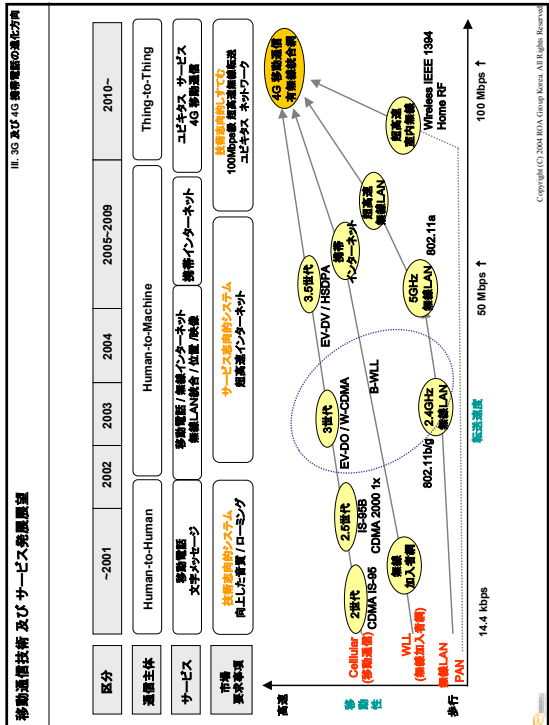 III. 3G 及び 4G 携帯電話の進化方向
移動通信技術 及び サービス発展展望
区分
~2001
2002
2003
2004
2005~2009
2010~
通信主体
Human-to-Human
Human-to-Machine
Thing-to-Thing
サービス
移動電話
文字メッセージ
移動電話 / 無線インターネット
無線LAN統合 / 位置 /映像
携帯インターネット
ユビキタス サービス
4G 移動通信
市場
要求事項
技術志向的システム
向上した音質 / ローミング
サービス志向的システム
超高速インターネット
技術志向的しすてむ
100Mbps級 超高速無線転送
ユビキタス ネットワーク
高速
移動性
歩行
Celluler
(移動通信)
WLL
(無線加入者網)
無線LAN
PAN
2世代
CDMA IS-95
2.5世代
IS-95B
CDMA 2000 1x
3世代
EV-DO / W-CDMA
3.5世代
EV-DV / HSDPA
4G 移動通信
有無線統合網
無線
加入者網
B-WLL
携帯
インターネット
802.11b/g
2.4GHz
無線LAN
5GHz
無線LAN
802.11a
超高速
無線LAN
超高速
室内無線
Wireless IEEE 1394
Home RF
14.4 kbps
転送速度
50 Mbps ↑
100 Mbps ↑
Copyright (C) 2004 ROA Group Korea. All Rights Reserved